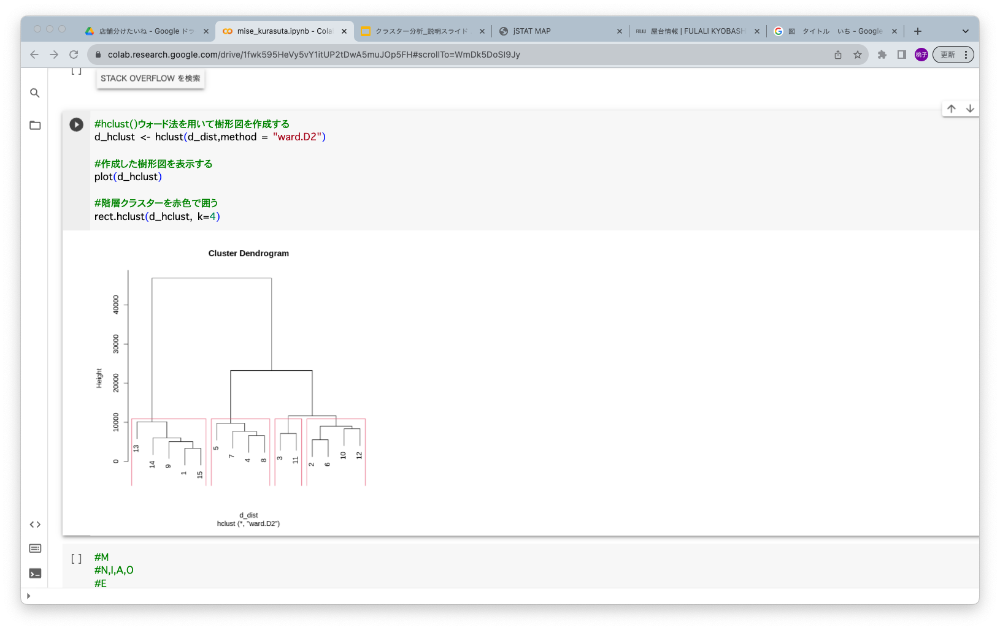 店舗分けたいね - Google ドラ
mise_kurasuta.ipynb - Cola
クラスター分析_説明スライド
jSTAT MAP
FULALI 屋台情報 | FULALI KYOBASH
図 タイトル いち - Google
colab.research.google.com/drive/1fwk595HeVy5vY1itUP2tDwA5muJOp5FH#scrollTo=WmDk5DoSl9Jy
桃子
更新
[ ]
STACK OVERFLOW を検索
#hclust()ウォード法を用いて樹形図を作成する
d_hclust <- hclust(d_dist,method = "ward.D2")
#作成した樹形図を表示する
plot(d_hclust)
#階層クラスターを赤色で囲う
rect.hclust(d_hclust, k=4)
Cluster Dendrogram
Height
40000
30000
20000
10000
0
13
14
9
1
15
5
7
4
8
3
11
2
6
10
12
d_dist
hclust (*, "ward.D2")
[ ]
#M
#N,I,A,O
#E